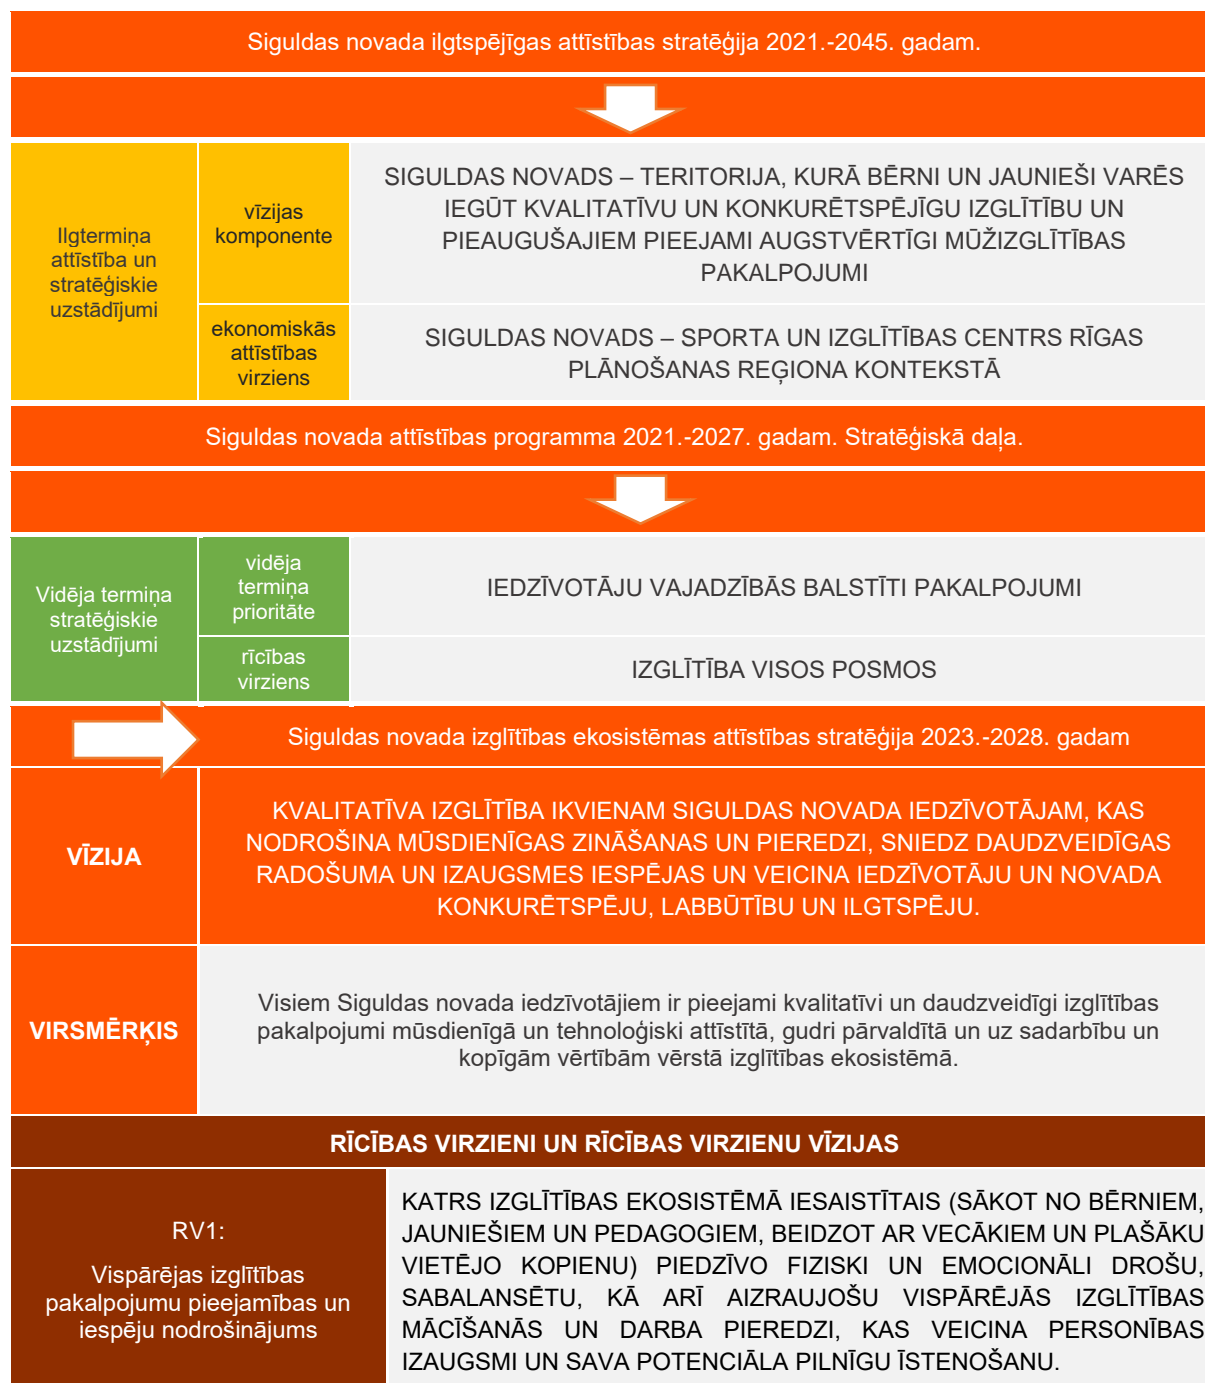 Siguldas novada ilgtspējīgas attīstības stratēģija 2021.-2045. gadam.
Ilgtermiņa
attīstība un
stratēģiskie
uzstādījumi
vīzijas
komponente
SIGULDAS NOVADS – TERITORIJA, KURĀ BĒRNI UN JAUNIEŠI VARĒS
IEGŪT KVALITATĪVU UN KONKURĒTSPĒJĪGU IZGLĪTĪBU UN
PIEAUGUŠAJIEM PIEEJAMI AUGSTVĒRTĪGI MŪŽIZGLĪTĪBAS
PAKALPOJUMI
ekonomiskās
attīstības
virziens
SIGULDAS NOVADS – SPORTA UN IZGLĪTĪBAS CENTRS RĪGAS
PLĀNOŠANAS REĢIONA KONTEKSTĀ
Siguldas novada attīstības programma 2021.-2027. gadam. Stratēģiskā daļa.
Vidēja termiņa
stratēģiskie
uzstādījumi
vidēja
termiņa
prioritāte
IEDZĪVOTĀJU VAJADZĪBĀS BALSTĪTI PAKALPOJUMI
rīcības
virziens
IZGLĪTĪBA VISOS POSMOS
Siguldas novada izglītības ekosistēmas attīstības stratēģija 2023.-2028. gadam
VĪZIJA
KVALITATĪVA IZGLĪTĪBA IKVIENAM SIGULDAS NOVADA IEDZĪVOTĀJAM, KAS
NODROŠINA MŪSDIENĪGAS ZINĀŠANAS UN PIEREDZI, SNIEDZ DAUDZVEIDĪGAS
RADOŠUMA UN IZAUGSMES IESPĒJAS UN VEICINA IEDZĪVOTĀJU UN NOVADA
KONKURĒTSPĒJU, LABBŪTĪBU UN ILGTSPĒJU.
VIRSMĒRĶIS
Visiem Siguldas novada iedzīvotājiem ir pieejami kvalitatīvi un daudzveidīgi izglītības
pakalpojumi mūsdienīgā un tehnoloģiski attīstītā, gudri pārvaldītā un uz sadarbību un
kopīgām vērtībām vērstā izglītības ekosistēmā.
RĪCĪBAS VIRZIENI UN RĪCĪBAS VIRZIENU VĪZIJAS
RV1:
Vispārējas izglītības
pakalpojumu pieejamības un
iespēju nodrošinājums
KATRS IZGLĪTĪBAS EKOSISTĒMĀ IESAISTĪTAIS (SĀKOT NO BĒRNIEM,
JAUNIEŠIEM UN PEDAGOGIEM, BEIDZOT AR VECĀKIEM UN PLAŠĀKU
VIETĒJO KOPIENU) PIEDZĪVO FIZISKI UN EMOCIONĀLI DROŠU,
SABALANSĒTU, KĀ ARĪ AIZRAUJOŠU VISPĀRĒJĀS IZGLĪTĪBAS
MĀCĪŠANĀS UN DARBA PIEREDZI, KAS VEICINA PERSONĪBAS
IZAUGSMI UN SAVA POTENCIĀLA PILNĪGU ĪSTENOŠANU.